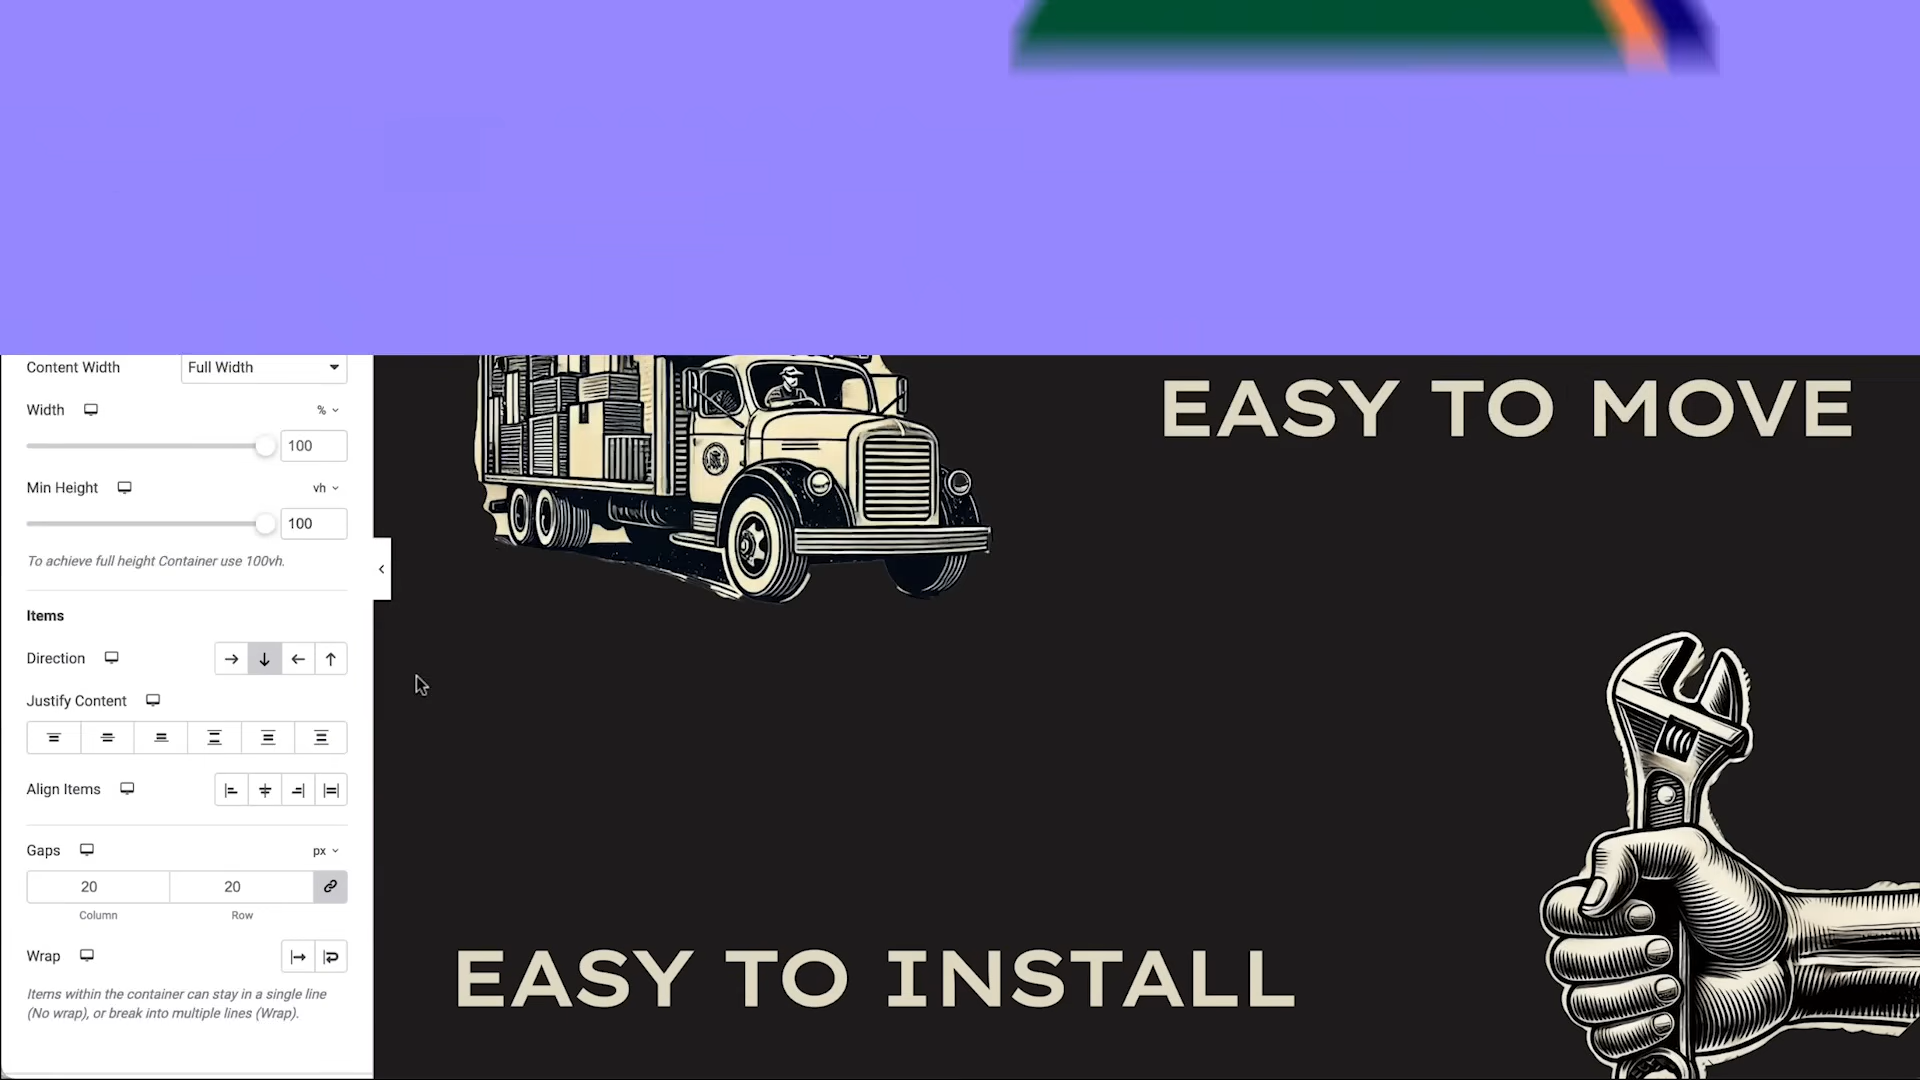 Content Width
Full Width
EASY TO MOVE
Width
%
100
Min Height
vh
100
To achieve full height Container use 100vh.
Items
Direction
Justify Content
Align Items
Gaps
px
20
20
Column
Row
EASY TO INSTALL
Wrap
Items within the container can stay in a single line
(No wrap), or break into multiple lines (Wrap).